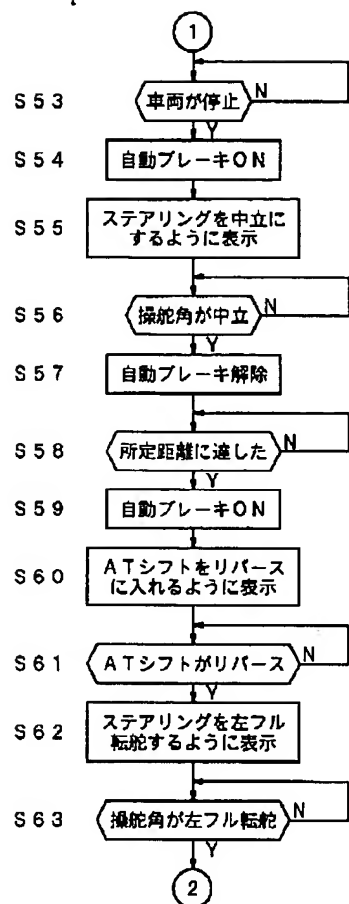 1
S53 車両が停止 N
Y
S54 自動ブレーキON
S55 ステアリングを中立に
するように表示
S56 操舵角が中立 N
Y
S57 自動ブレーキ解除
S58 所定距離に達した N
Y
S59 自動ブレーキON
S60 ATシフトをリバース
に入れるように表示
S61 ATシフトがリバース N
Y
S62 ステアリングを左フル
転舵するように表示
S63 操舵角が左フル転舵 N
Y
2